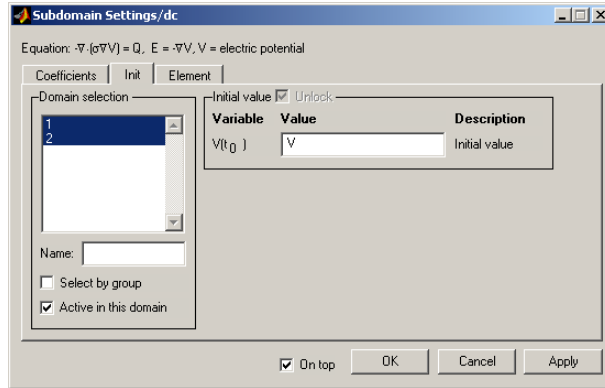 Subdomain Settings/dc
Equation: -∇·(σ∇V) = Q, E = -∇V, V = electric potential
Coefficients Init Element
Domain selection
1
2
Name:
Select by group
Active in this domain
Initial value Unlock
Variable Value Description
V(t0) V Initial value
On top OK Cancel Apply